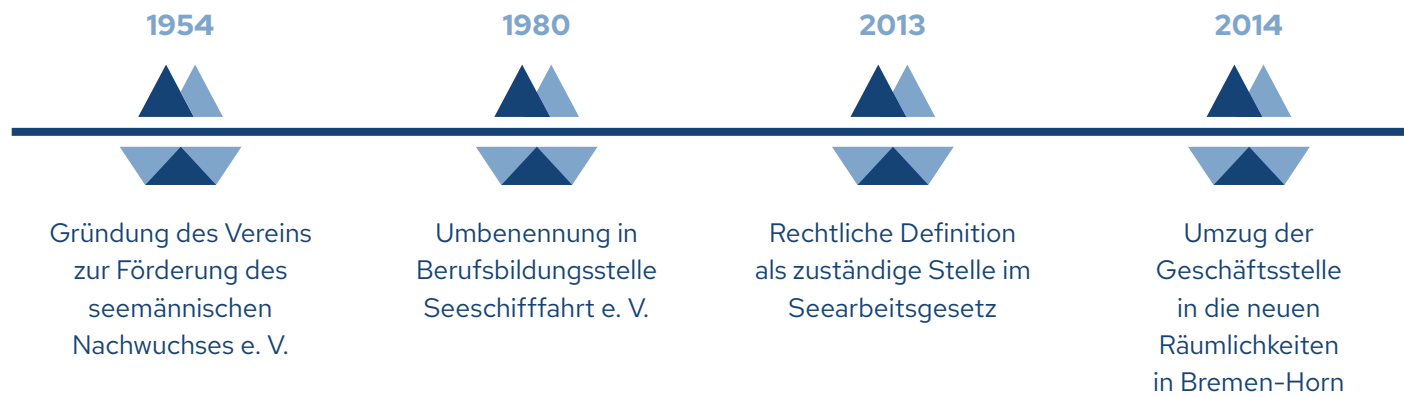 1954
Gründung des Vereins
zur Förderung des
seemännischen
Nachwuchses e. V.
1980
Umbenennung in
Berufsbildungsstelle
Seeschifffahrt e. V.
2013
Rechtliche Definition
als zuständige Stelle im
Seearbeitsgesetz
2014
Umzug der
Geschäftsstelle
in die neuen
Räumlichkeiten
in Bremen-Horn